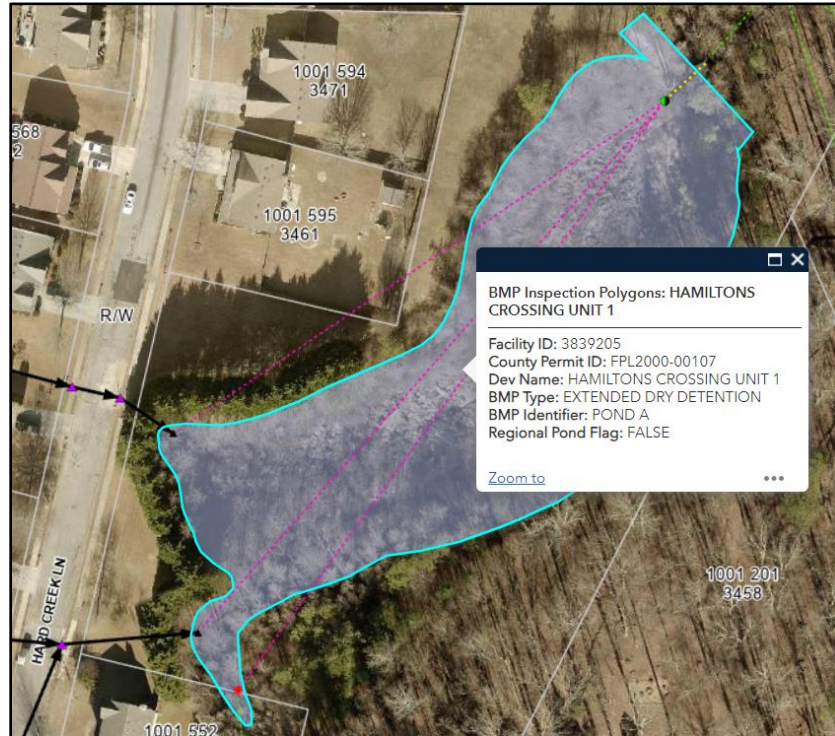 1001 594
3471
568
2
1001 595
3461
R/W
BMP Inspection Polygons: HAMILTONS
CROSSING UNIT 1
Facility ID: 3839205
County Permit ID: FPL2000-00107
Dev Name: HAMILTONS CROSSING UNIT 1
BMP Type: EXTENDED DRY DETENTION
BMP Identifier: POND A
Regional Pond Flag: FALSE
Zoom to
1001 201
3458
HARD CREEK LN
1001 552